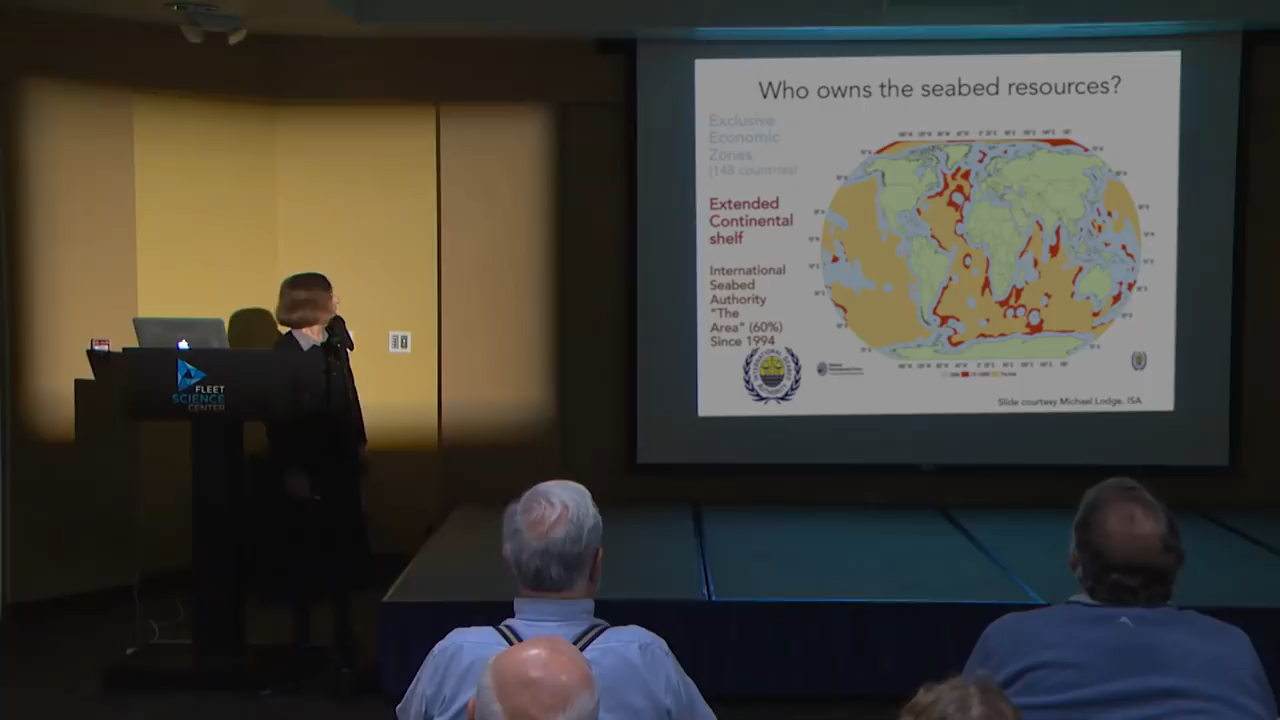 Who owns the seabed resources?
Exclusive
Economic
Zones
(148 countries)
Extended
Continental
shelf
International
Seabed
Authority
"The
Area" (60%)
Since 1994
Slide courtesy Michael Lodge, ISA
FLEET
SCIENCE
CENTER